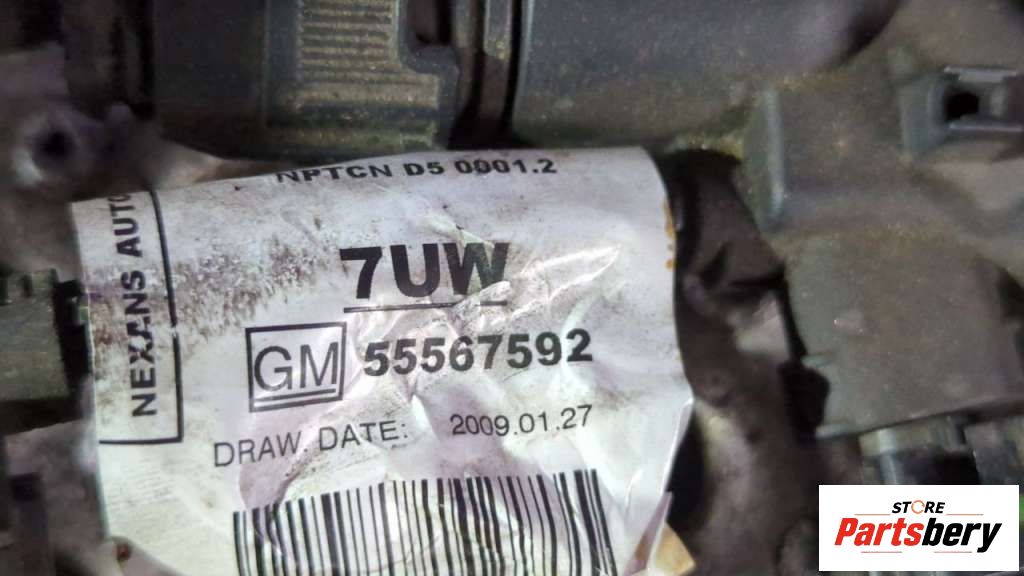 NPTCN D5 0001.2
NEXANS AUTO
7UW
GM 55567592
DRAW. DATE: 2009.01.27
STORE
Partsbery